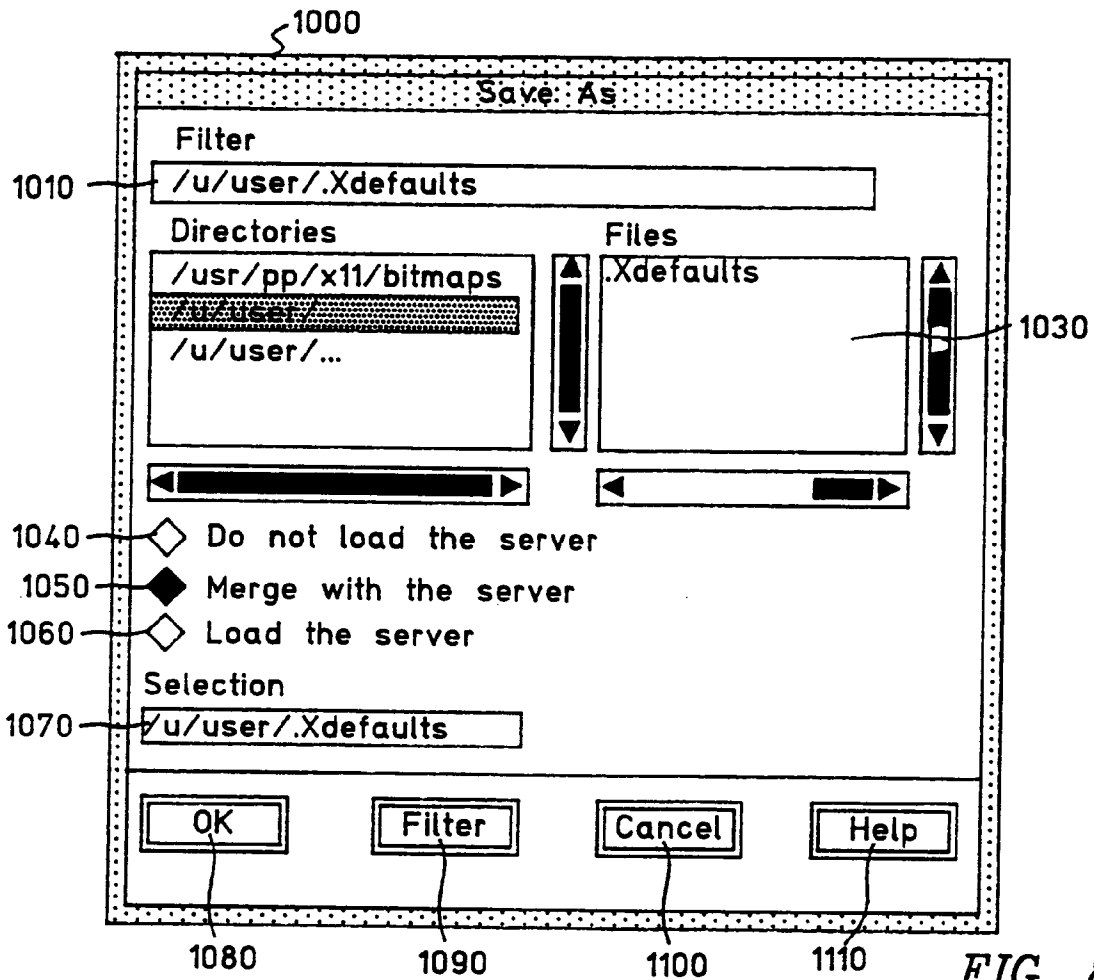 1000
Save As
Filter
1010 /u/user/.Xdefaults
Directories Files
/usr/pp/x11/bitmaps .Xdefaults
/u/user/
/u/user/... 1030
1040 Do not load the server
1050 Merge with the server
1060 Load the server
Selection
1070 /u/user/.Xdefaults
OK Filter Cancel Help
1080 1090 1100 1110
FIG.